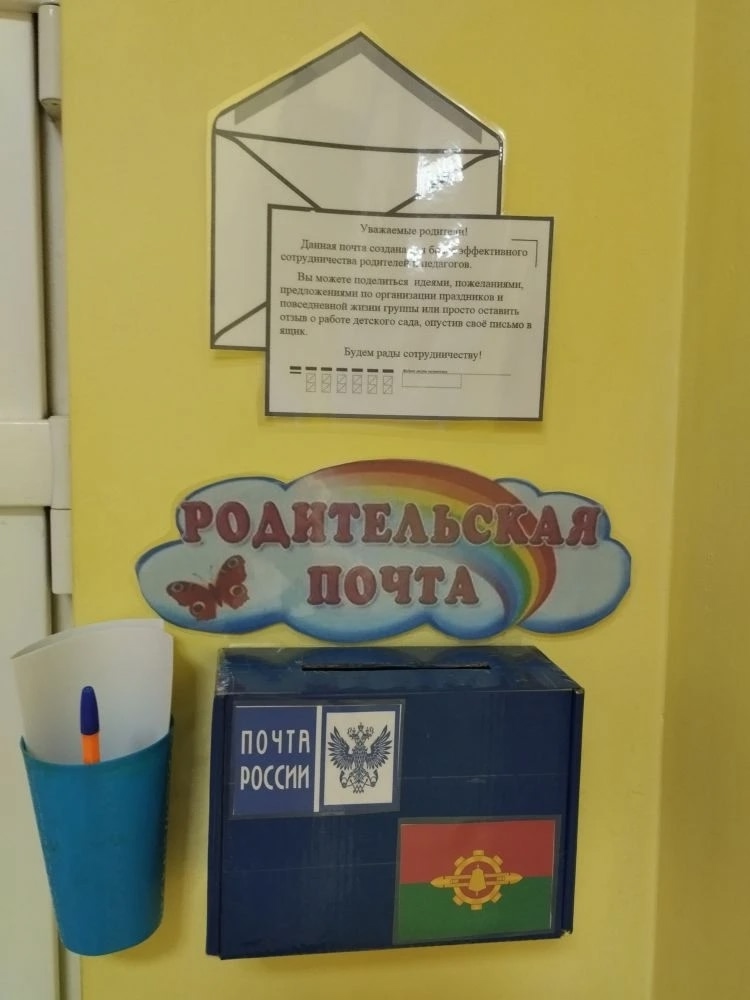 Уважаемые родители!
Данная почта создана эффективного
сотрудничества родителей педагогов.
Вы можете поделиться идеями, пожеланиями,
предложениями по организации праздников и
повседневной жизни группы или просто оставить
отзыв о работе детского сада, опустив своё письмо в
ящик.
Будем рады сотрудничеству!
РОДИТЕЛЬСКАЯ
ПОЧТА
ПОЧТА
РОССИИ